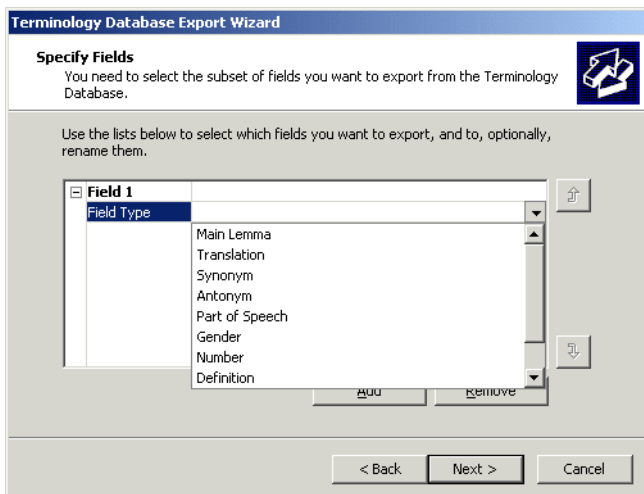 Terminology Database Export Wizard
Specify Fields
You need to select the subset of fields you want to export from the Terminology
Database.
Use the lists below to select which fields you want to export, and to, optionally,
rename them.
Field 1
Field Type
Main Lemma
Translation
Synonym
Antonym
Part of Speech
Gender
Number
Definition
Add Remove
< Back Next > Cancel